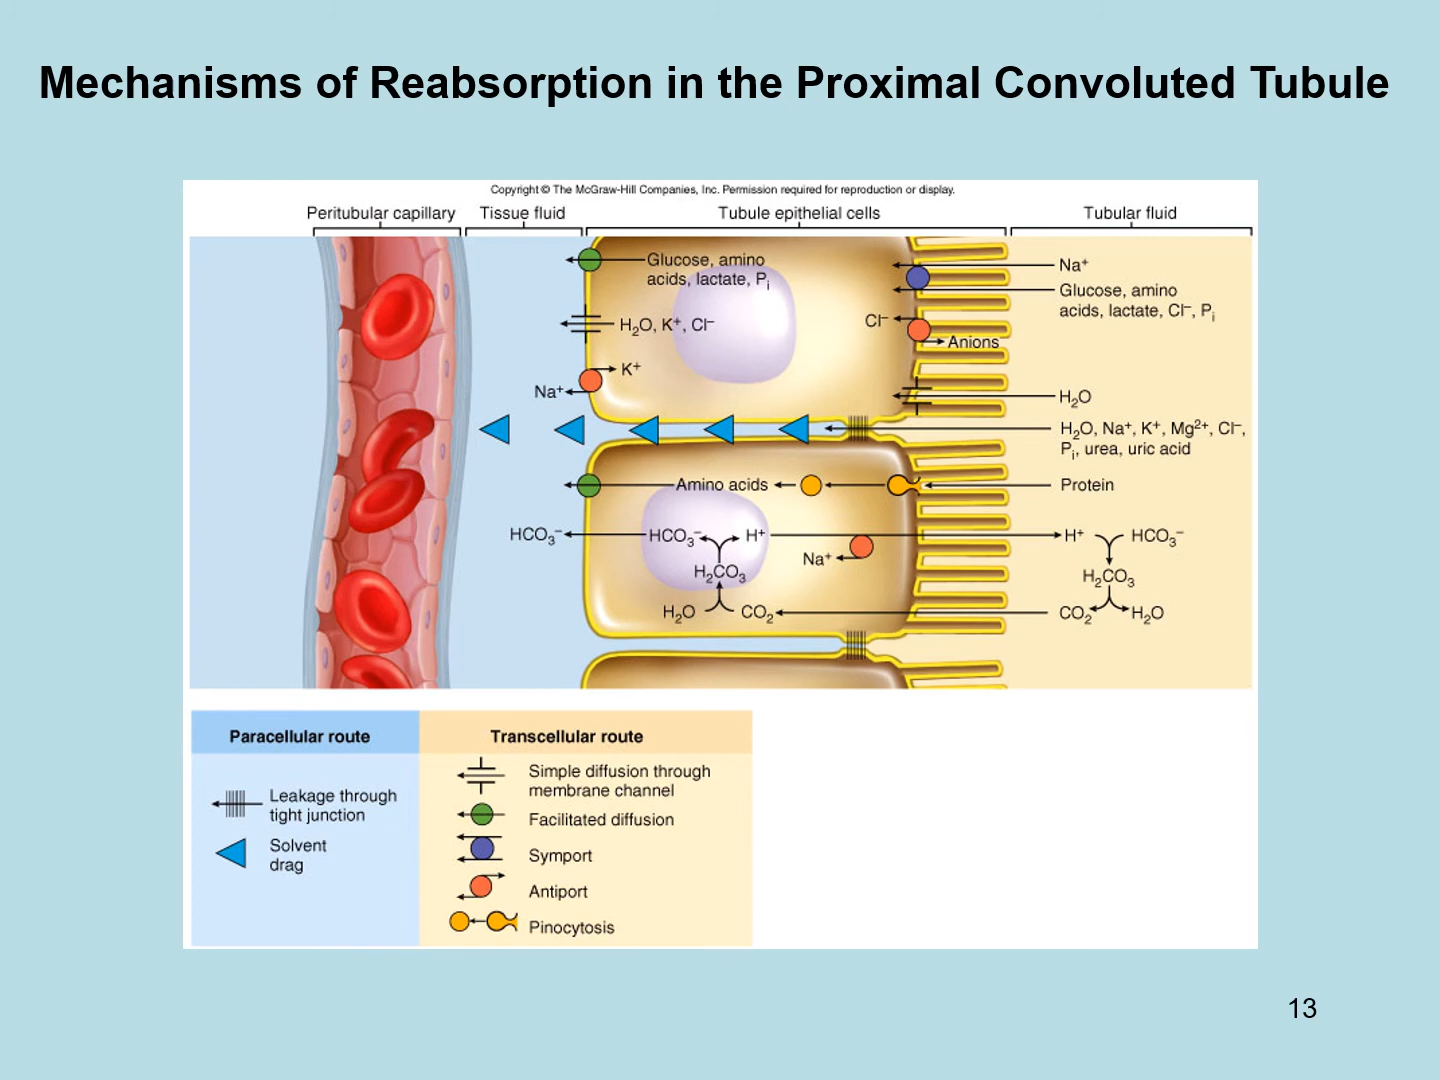 Mechanisms of Reabsorption in the Proximal Convoluted Tubule
Copyright © The McGraw-Hill Companies, Inc. Permission required for reproduction or display.
Peritubular capillary
Tissue fluid
Tubule epithelial cells
Tubular fluid
Glucose, amino
acids, lactate, Pi
Na+
Glucose, amino
acids, lactate, Cl–, Pi
H2O, K+, Cl–
Cl–
Anions
K+
Na+
H2O
H2O, Na+, K+, Mg2+, Cl–,
Pi, urea, uric acid
Amino acids
Protein
HCO3–
HCO3–
H+
H+
HCO3–
Na+
H2CO3
H2CO3
H2O
CO2
CO2
H2O
Paracellular route
Transcellular route
Leakage through
tight junction
Solvent
drag
Simple diffusion through
membrane channel
Facilitated diffusion
Symport
Antiport
Pinocytosis
13